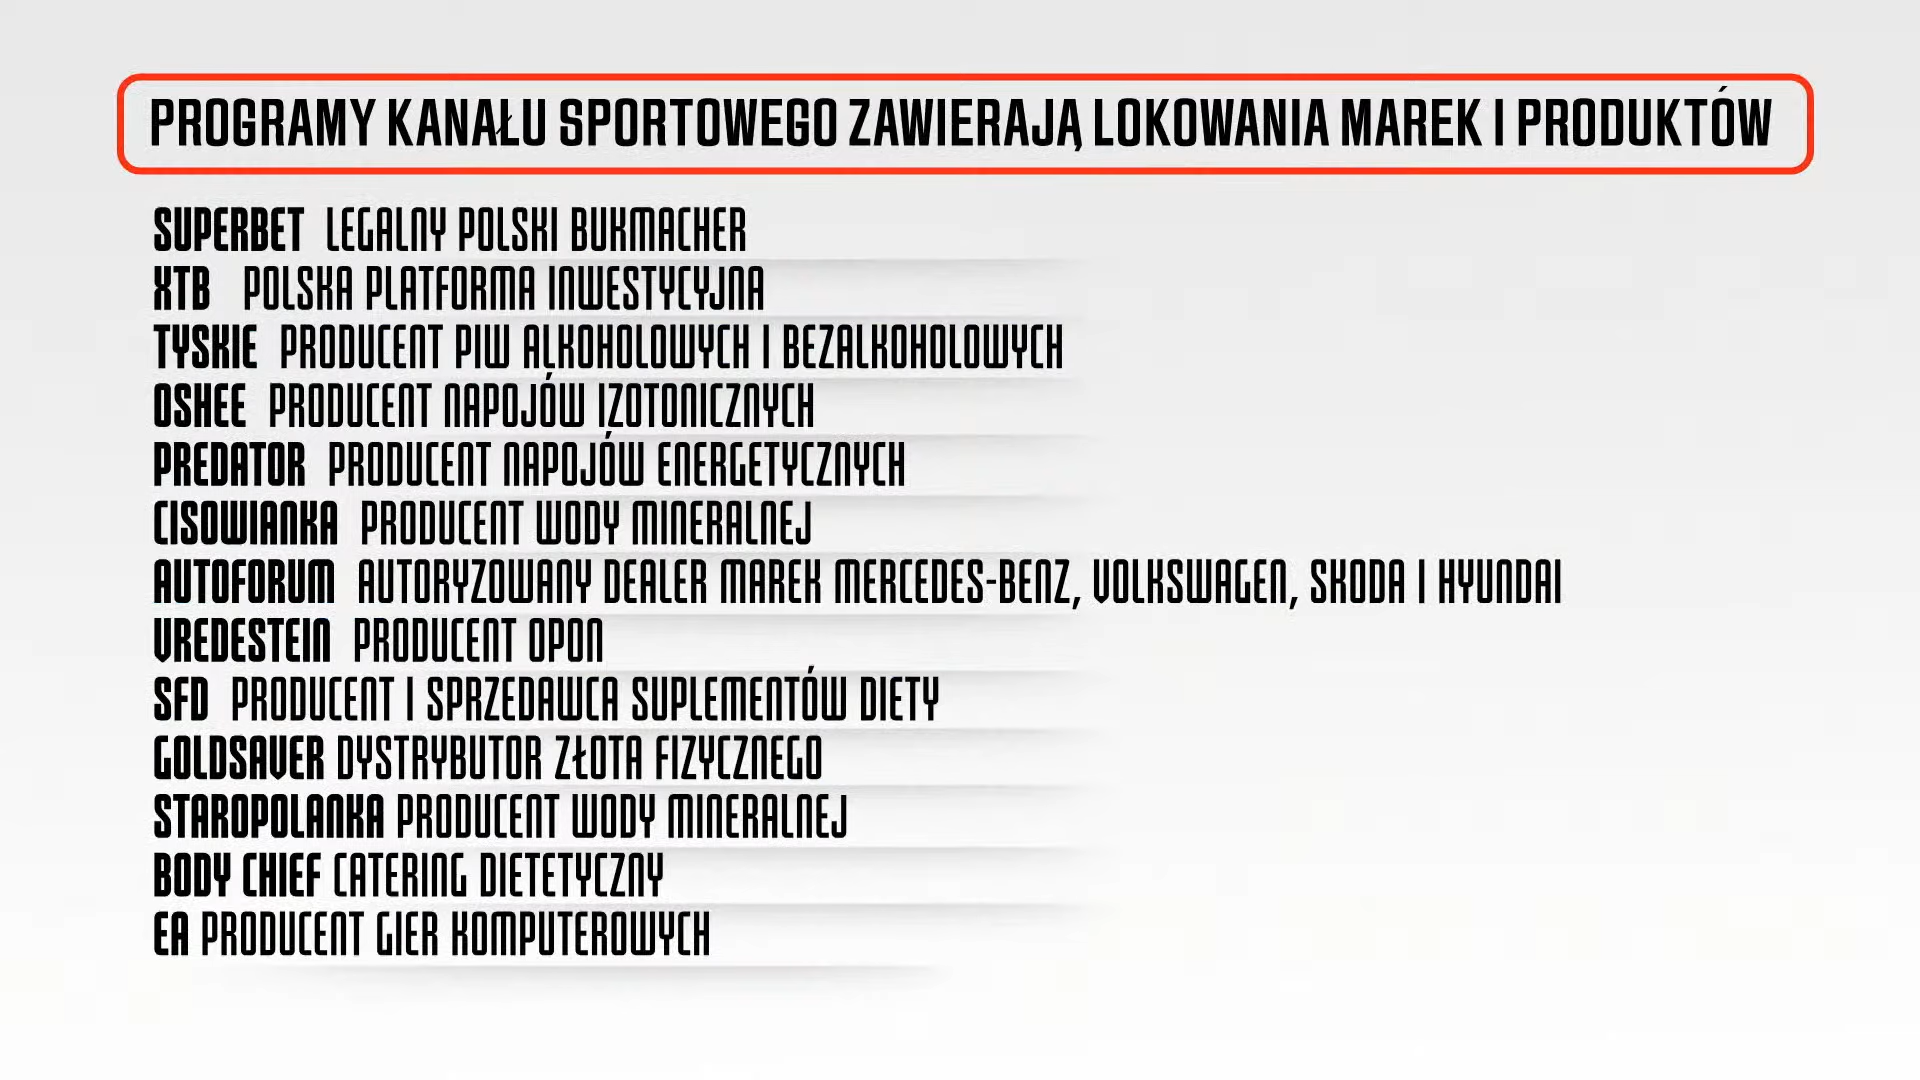 PROGRAMY KANAŁU SPORTOWEGO ZAWIERAJĄ LOKOWANIA MAREK I PRODUKTÓW
SUPERBET LEGALNY POLSKI BUKMACHER
XTB POLSKA PLATFORMA INWESTYCYJNA
TYSKIE PRODUCENT PIW ALKOHOLOWYCH I BEZALKOHOLOWYCH
OSHEE PRODUCENT NAPOJÓW IZOTONICZNYCH
PREDATOR PRODUCENT NAPOJÓW ENERGETYCZNYCH
CISOWIANKA PRODUCENT WODY MINERALNEJ
AUTOFORUM AUTORYZOWANY DEALER MAREK MERCEDES-BENZ, VOLKSWAGEN, SKODA I HYUNDAI
VREDESTEIN PRODUCENT OPON
SFD PRODUCENT I SPRZEDAWCA SUPLEMENTÓW DIETY
GOLDSAVER DYSTRYBUTOR ZŁOTA FIZYCZNEGO
STAROPOLANKA PRODUCENT WODY MINERALNEJ
BODY CHIEF CATERING DIETETYCZNY
EA PRODUCENT GIER KOMPUTEROWYCH